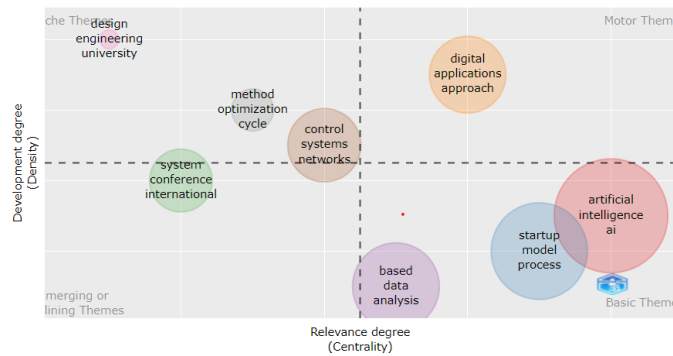 che Themes
Motor Them
design
engineering
university
digital
applications
approach
method
optimization
cycle
control
systems
networks
system
conference
international
artificial
intelligence
ai
startup
model
process
based
data
analysis
merging or
lining Themes
Basic Theme
Development degree
(Density)
Relevance degree
(Centrality)